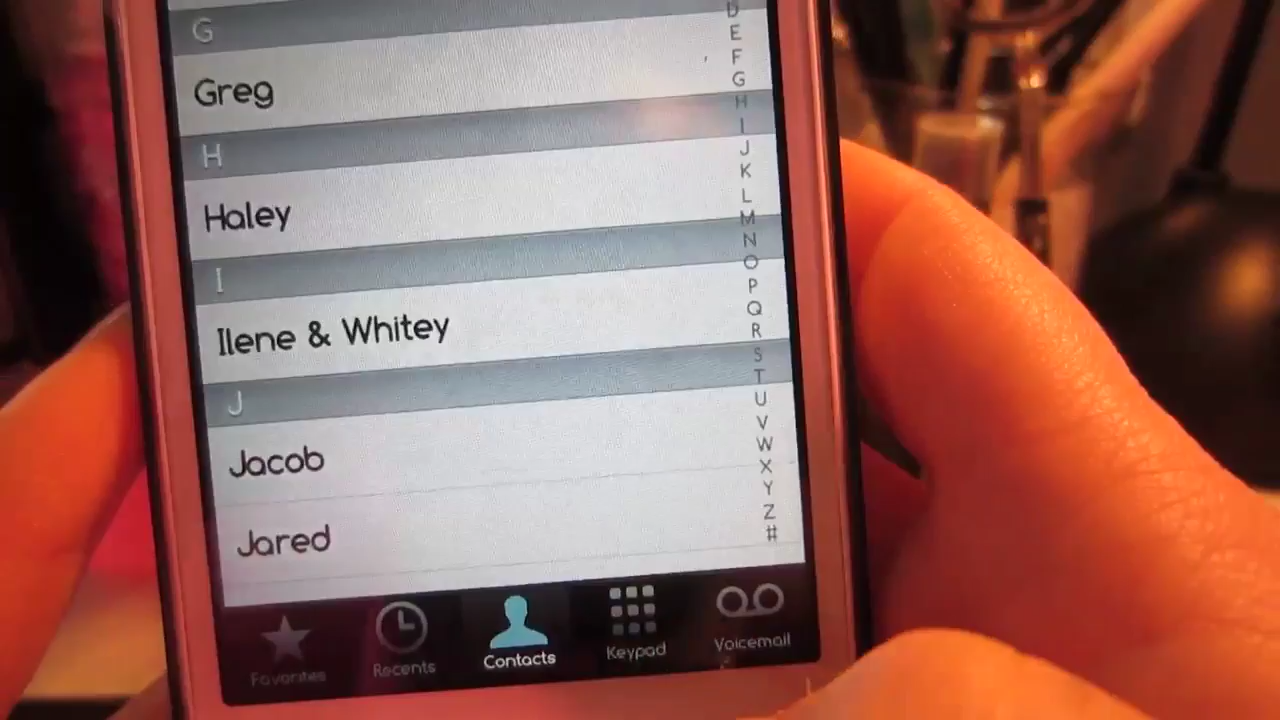 G
Greg
H
Haley
I
Ilene & Whitey
J
Jacob
Jared
D
E
F
G
H
I
J
K
L
M
N
O
P
Q
R
S
T
U
V
W
X
Y
Z
#
Favorites
Recents
Contacts
Keypad
Voicemail